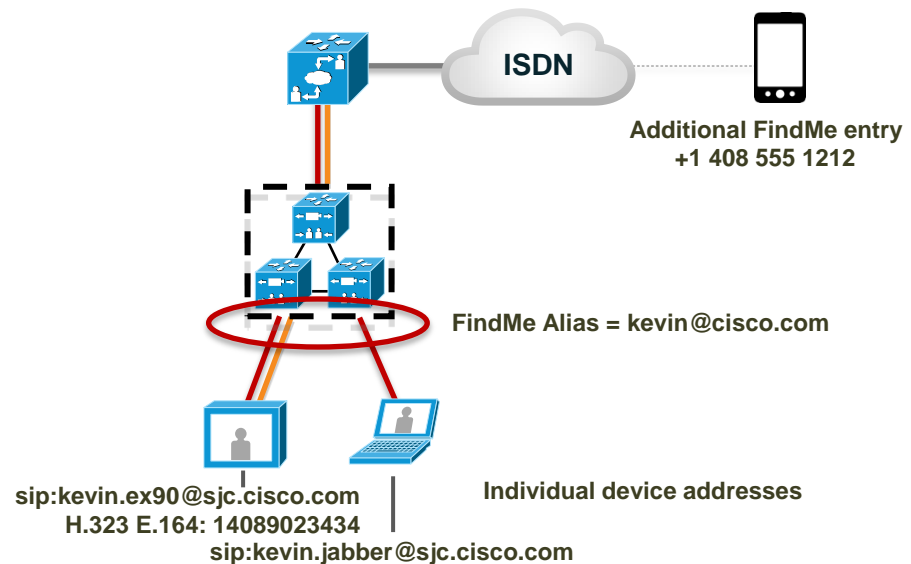 ISDN
Additional FindMe entry
+1 408 555 1212
FindMe Alias = kevin@cisco.com
sip:kevin.ex90@sjc.cisco.com
H.323 E.164: 14089023434
Individual device addresses
sip:kevin.jabber@sjc.cisco.com